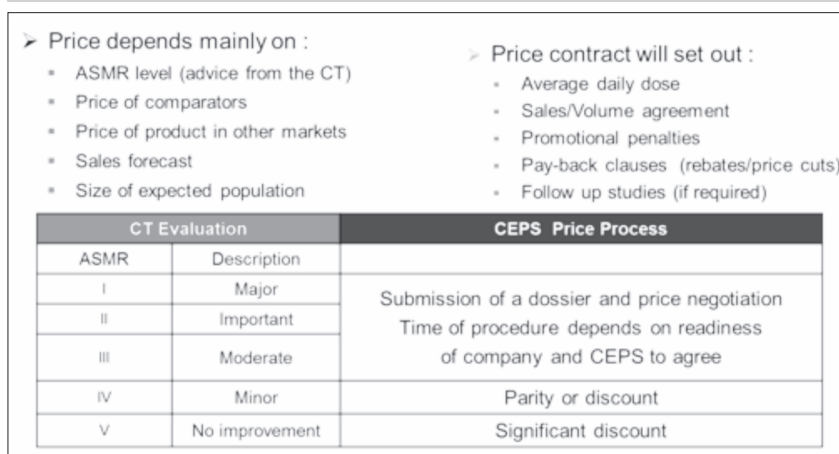 ➢ Price depends mainly on :
▪ ASMR level (advice from the CT)
▪ Price of comparators
▪ Price of product in other markets
▪ Sales forecast
▪ Size of expected population
➢ Price contract will set out :
- Average daily dose
- Sales/Volume agreement
- Promotional penalties
- Pay-back clauses (rebates/price cuts)
- Follow up studies (if required)
CT Evaluation CEPS Price Process
ASMR Description
I Major
II Important
III Moderate
Submission of a dossier and price negotiation
Time of procedure depends on readiness
of company and CEPS to agree
IV Minor Parity or discount
V No improvement Significant discount